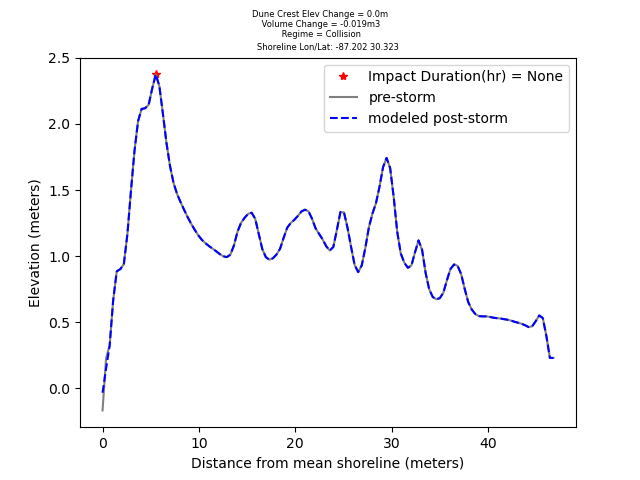 Dune Crest Elev Change = 0.0m
Volume Change = -0.019m3
Regime = Collision
Shoreline Lon/Lat: -87.202 30.323
Impact Duration(hr) = None
pre-storm
modeled post-storm
Elevation (meters)
2.5
2.0
1.5
1.0
0.5
0.0
0 10 20 30 40
Distance from mean shoreline (meters)